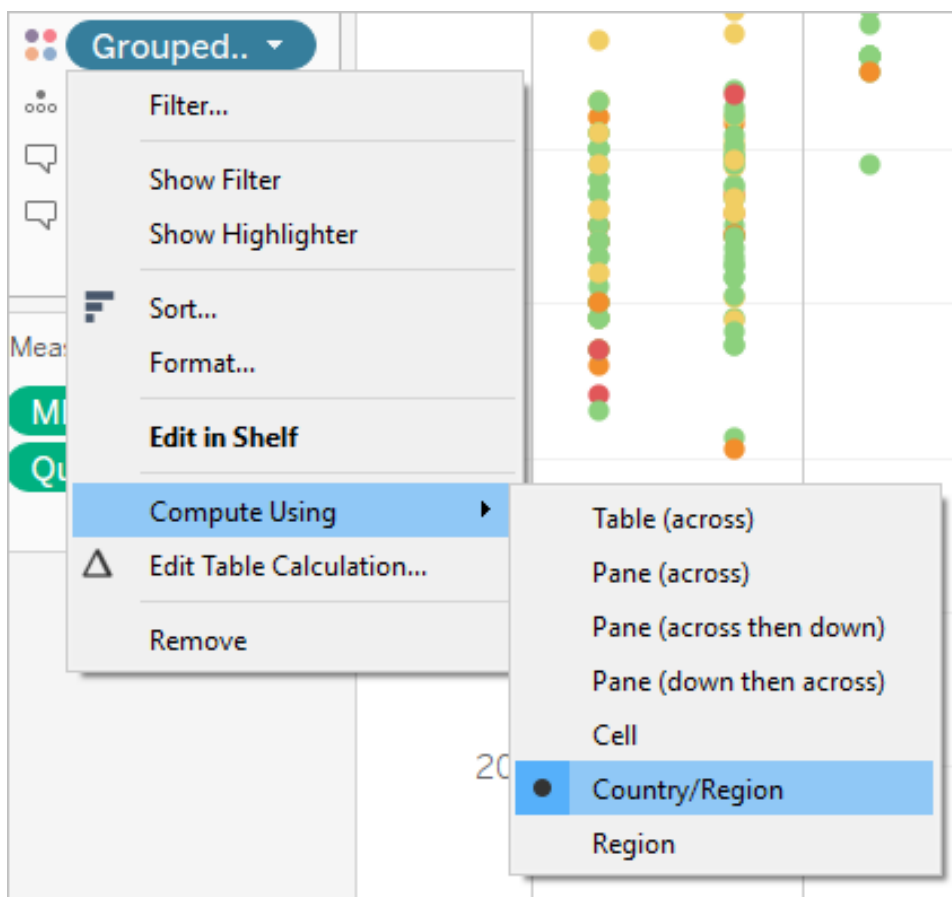 Grouped..
Filter...
Show Filter
Show Highlighter
Sort...
Format...
Edit in Shelf
Compute Using
Edit Table Calculation...
Remove
Table (across)
Pane (across)
Pane (across then down)
Pane (down then across)
Cell
Country/Region
Region
20